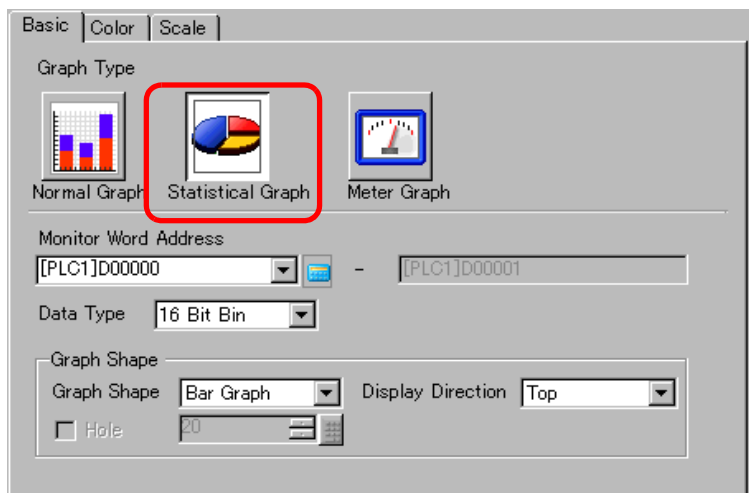 Basic Color Scale
Graph Type
Normal Graph Statistical Graph Meter Graph
Monitor Word Address
[PLC1]D00000 - [PLC1]D00001
Data Type 16 Bit Bin
Graph Shape
Graph Shape Bar Graph Display Direction Top
Hole 20